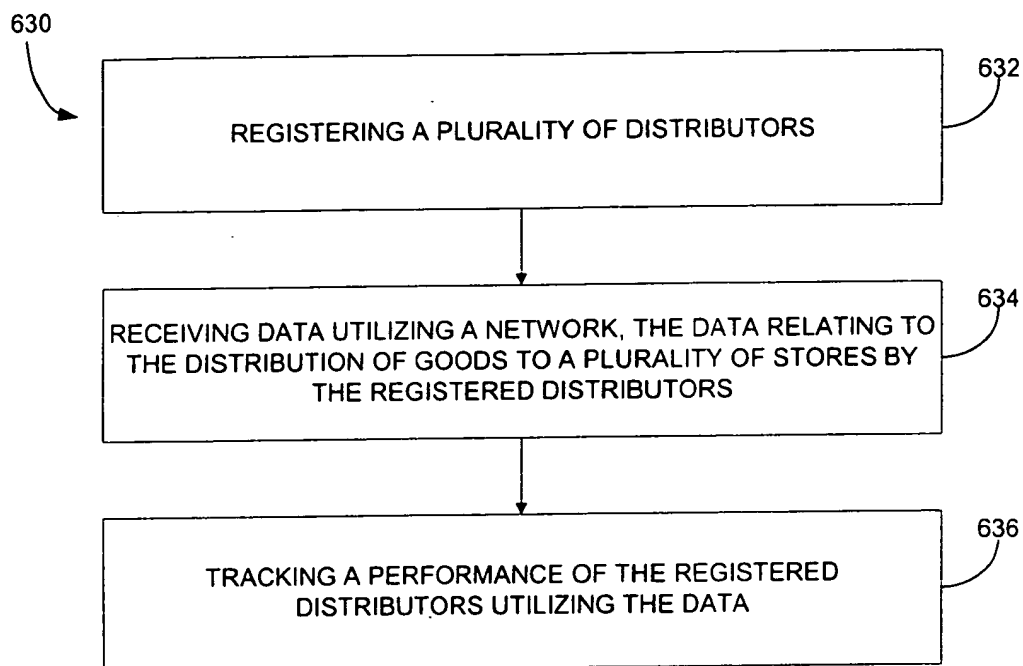 630
632
REGISTERING A PLURALITY OF DISTRIBUTORS
634
RECEIVING DATA UTILIZING A NETWORK, THE DATA RELATING TO
THE DISTRIBUTION OF GOODS TO A PLURALITY OF STORES BY
THE REGISTERED DISTRIBUTORS
636
TRACKING A PERFORMANCE OF THE REGISTERED
DISTRIBUTORS UTILIZING THE DATA